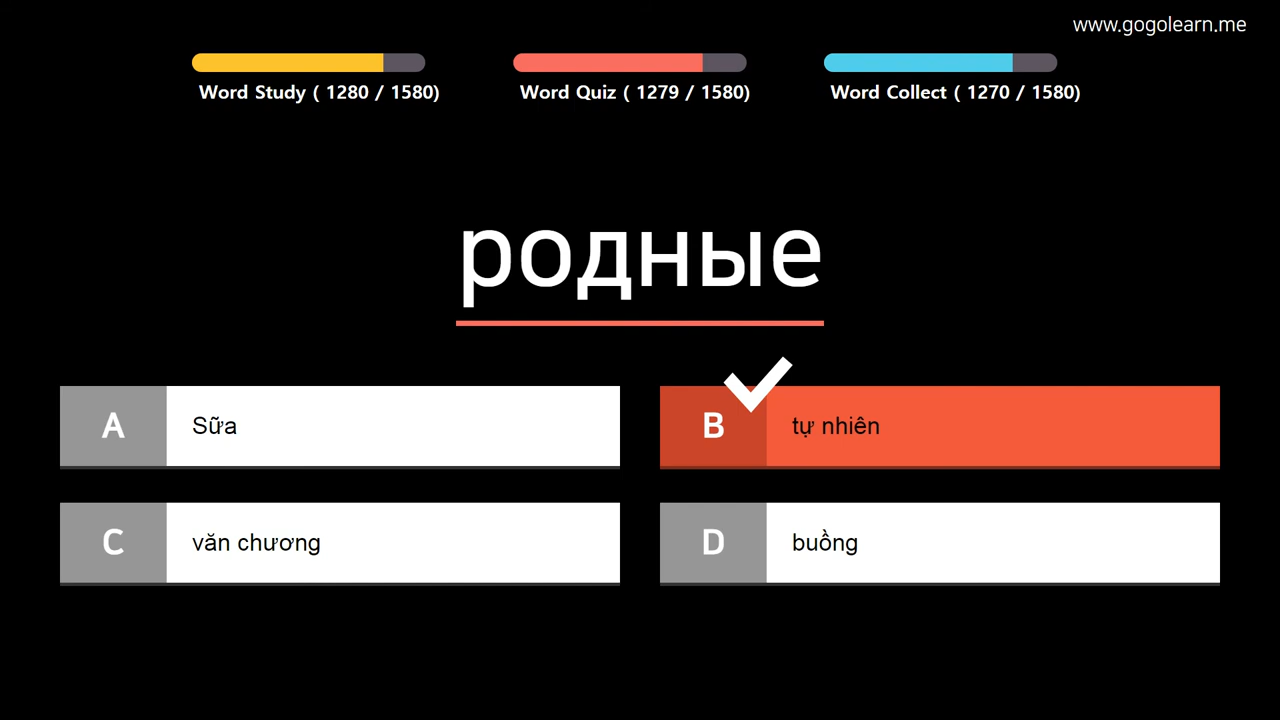 www.gogolearn.me
Word Study ( 1280 / 1580)
Word Quiz ( 1279 / 1580)
Word Collect ( 1270 / 1580)
родные
A Sữa
B tự nhiên
C văn chương
D buồng